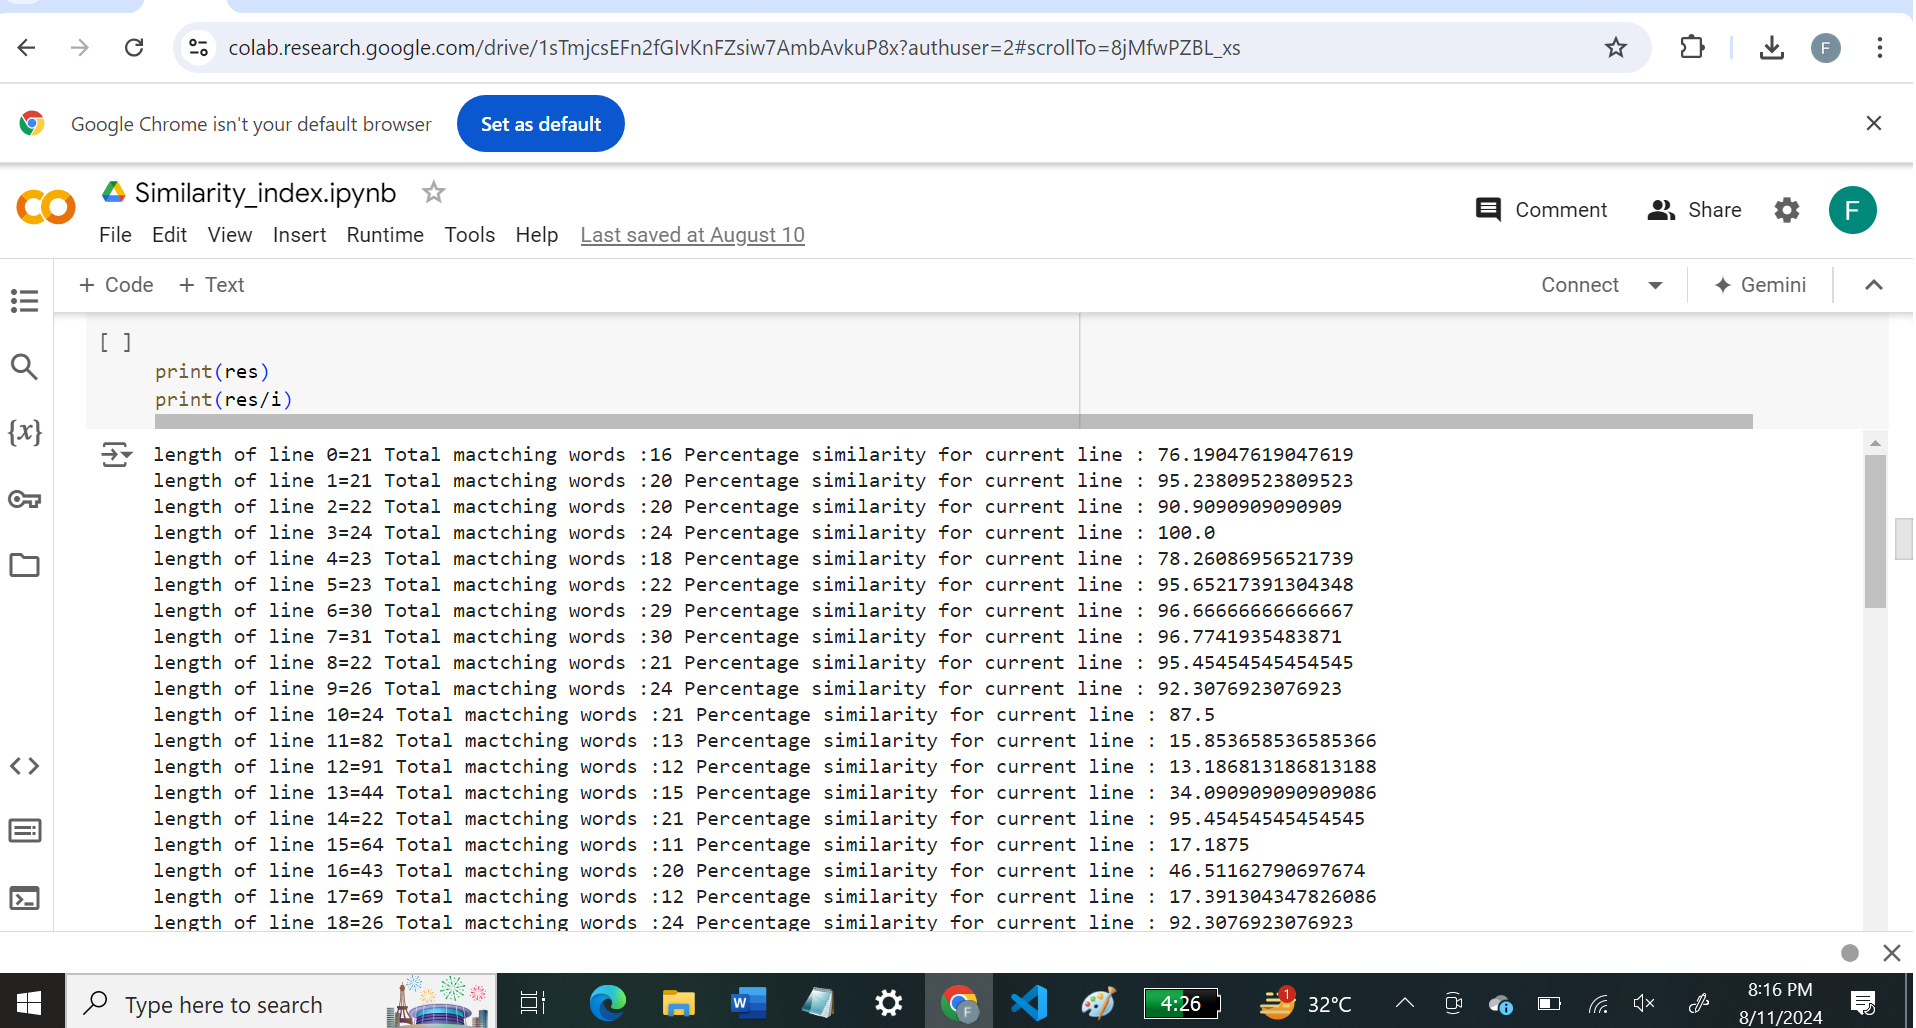 colab.research.google.com/drive/1sTmjcsEFn2fGIvKnFZsiw7AmbAvkuP8x?authuser=2#scrollTo=8jMfwPZBL_xs
F
Google Chrome isn't your default browser
Set as default
Similarity_index.ipynb
Comment
Share
F
File Edit View Insert Runtime Tools Help Last saved at August 10
+ Code + Text
Connect
Gemini
[ ]
print(res)
print(res/i)
{x}
length of line 0=21 Total mactching words :16 Percentage similarity for current line : 76.19047619047619
length of line 1=21 Total mactching words :20 Percentage similarity for current line : 95.23809523809523
length of line 2=22 Total mactching words :20 Percentage similarity for current line : 90.9090909090909
length of line 3=24 Total mactching words :24 Percentage similarity for current line : 100.0
length of line 4=23 Total mactching words :18 Percentage similarity for current line : 78.26086956521739
length of line 5=23 Total mactching words :22 Percentage similarity for current line : 95.65217391304348
length of line 6=30 Total mactching words :29 Percentage similarity for current line : 96.66666666666667
length of line 7=31 Total mactching words :30 Percentage similarity for current line : 96.7741935483871
length of line 8=22 Total mactching words :21 Percentage similarity for current line : 95.45454545454545
length of line 9=26 Total mactching words :24 Percentage similarity for current line : 92.3076923076923
length of line 10=24 Total mactching words :21 Percentage similarity for current line : 87.5
length of line 11=82 Total mactching words :13 Percentage similarity for current line : 15.853658536585366
length of line 12=91 Total mactching words :12 Percentage similarity for current line : 13.186813186813188
length of line 13=44 Total mactching words :15 Percentage similarity for current line : 34.090909090909086
length of line 14=22 Total mactching words :21 Percentage similarity for current line : 95.45454545454545
length of line 15=64 Total mactching words :11 Percentage similarity for current line : 17.1875
length of line 16=43 Total mactching words :20 Percentage similarity for current line : 46.51162790697674
length of line 17=69 Total mactching words :12 Percentage similarity for current line : 17.391304347826086
length of line 18=26 Total mactching words :24 Percentage similarity for current line : 92.3076923076923
Type here to search
W
F
4:26
1
32°C
8:16 PM
8/11/2024